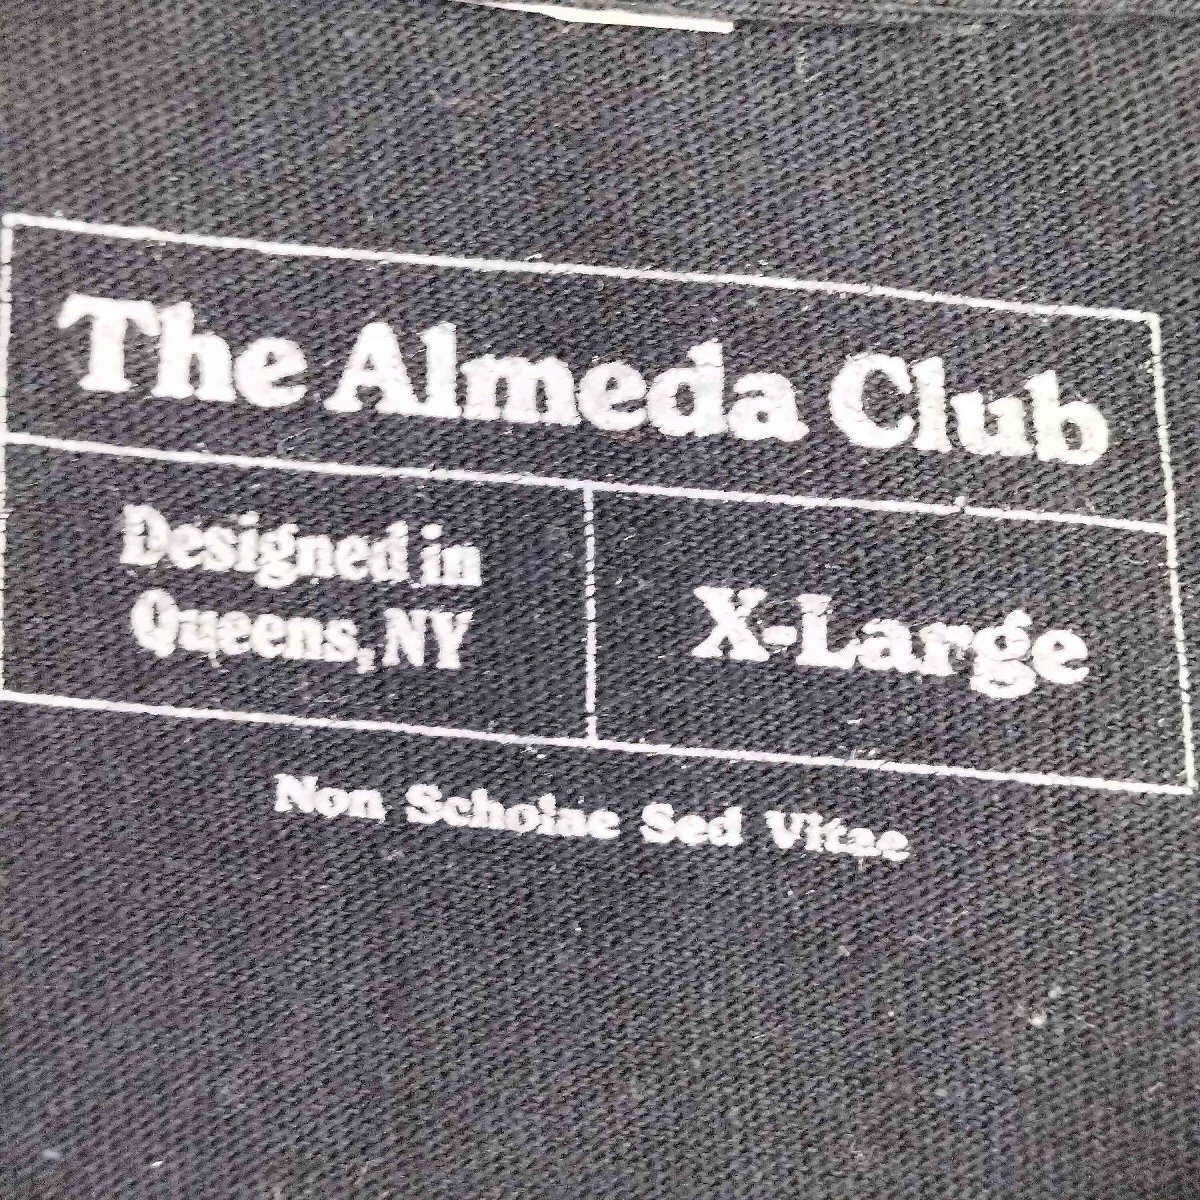 The Almeda Club
Designed in
Queens, NY
X-Large
Non Scholae Sed Vitae